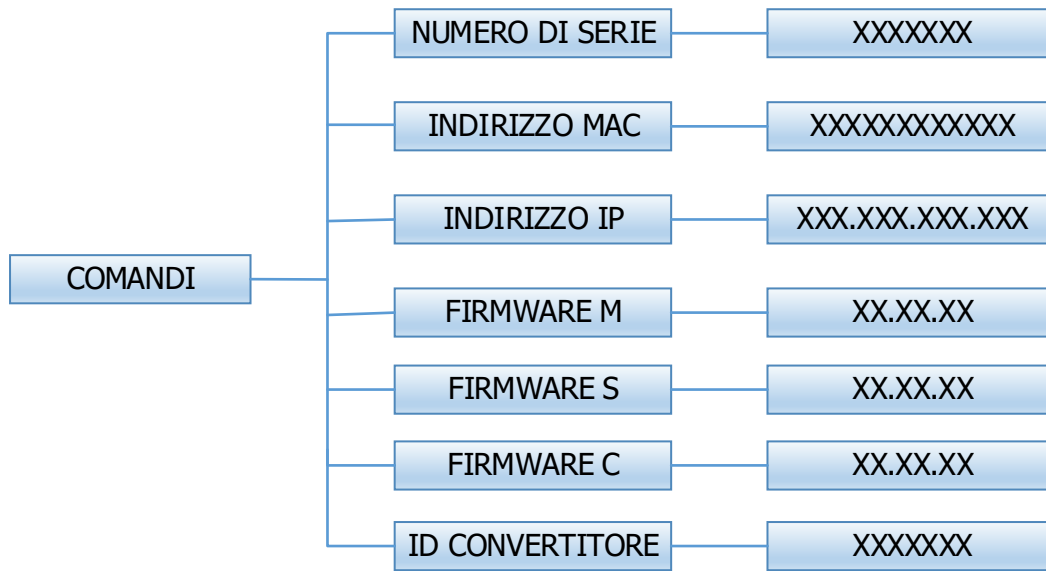 NUMERO DI SERIE XXXXXXX
INDIRIZZO MAC XXXXXXXXXXXX
INDIRIZZO IP XXX.XXX.XXX.XXX
COMANDI
FIRMWARE M XX.XX.XX
FIRMWARE S XX.XX.XX
FIRMWARE C XX.XX.XX
ID CONVERTITORE XXXXXXX